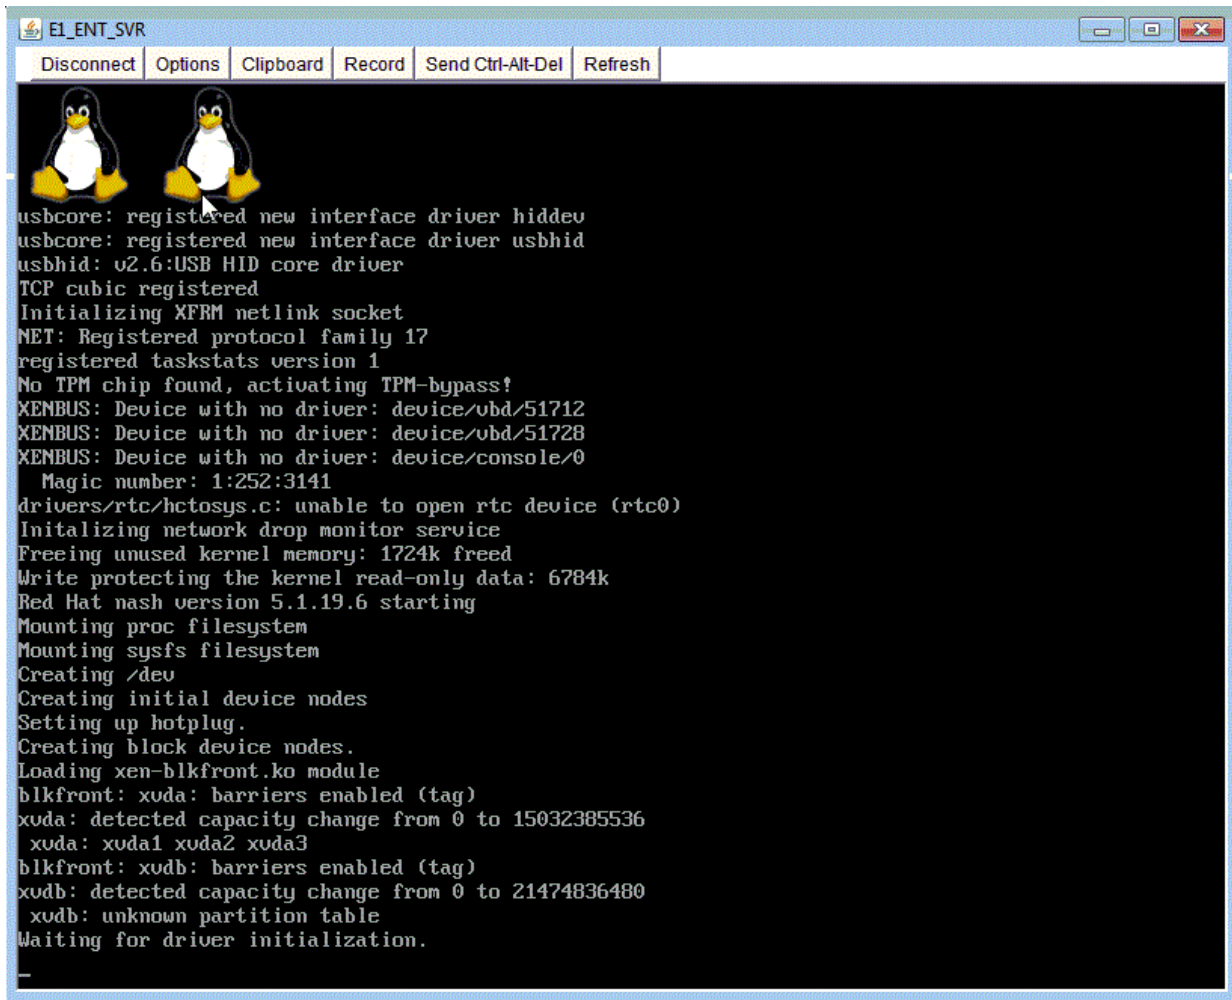 E1_ENT_SVR
Disconnect Options Clipboard Record Send Ctrl-Alt-Del Refresh
usbcore: registered new interface driver hiddev
usbcore: registered new interface driver usbhid
usbhid: v2.6:USB HID core driver
TCP cubic registered
Initializing XFRM netlink socket
NET: Registered protocol family 17
registered taskstats version 1
No TPM chip found, activating TPM-bypass!
XENBUS: Device with no driver: device/vbd/51712
XENBUS: Device with no driver: device/vbd/51728
XENBUS: Device with no driver: device/console/0
Magic number: 1:252:3141
drivers/rtc/hctosys.c: unable to open rtc device (rtc0)
Initalizing network drop monitor service
Freeing unused kernel memory: 1724k freed
Write protecting the kernel read-only data: 6784k
Red Hat nash version 5.1.19.6 starting
Mounting proc filesystem
Mounting sysfs filesystem
Creating /dev
Creating initial device nodes
Setting up hotplug.
Creating block device nodes.
Loading xen-blkfront.ko module
blkfront: xvda: barriers enabled (tag)
xvda: detected capacity change from 0 to 15032385536
xvda: xvda1 xvda2 xvda3
blkfront: xvdb: barriers enabled (tag)
xvdb: detected capacity change from 0 to 21474836480
xvdb: unknown partition table
Waiting for driver initialization.